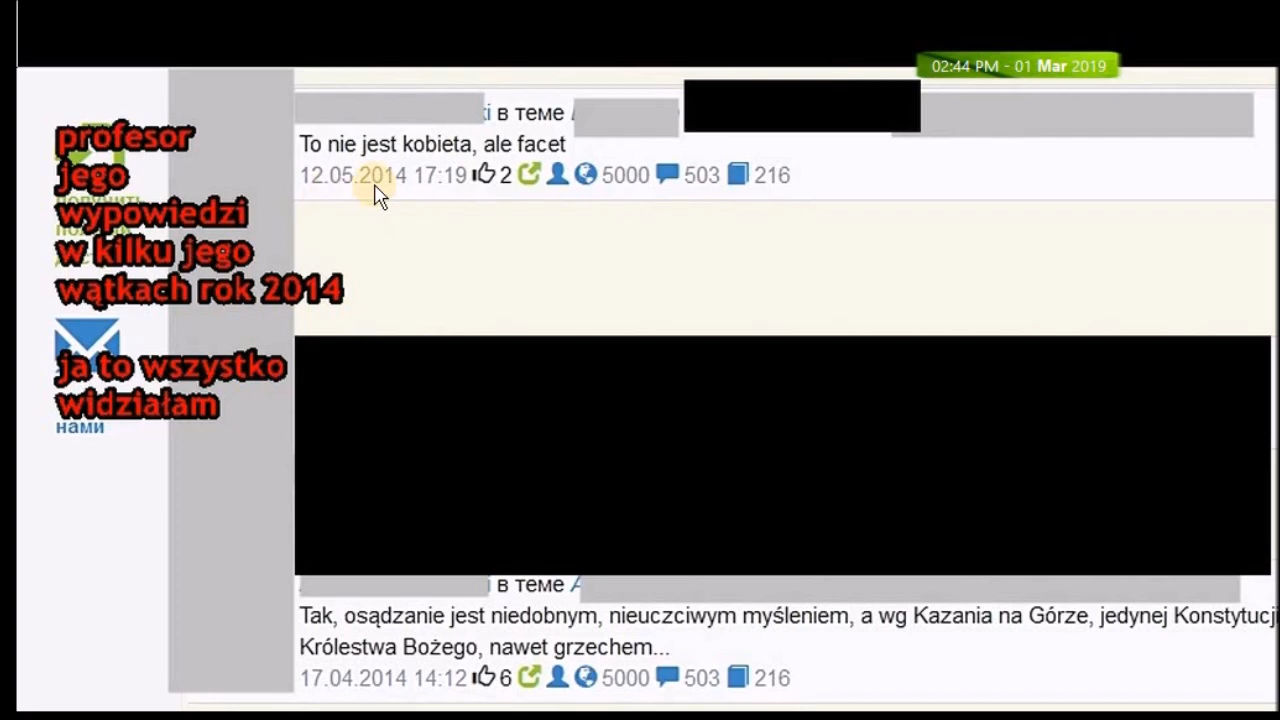 02:44 PM - 01 Mar 2019
в теме
To nie jest kobieta, ale facet
12.05.2014 17:19 2 5000 503 216
profesor
jego
wypowiedzi
w kilku jego
wątkach rok 2014
ja to wszystko
widziałam
нами
в теме
Tak, osądzanie jest niedobnym, nieuczciwym myśleniem, a wg Kazania na Górze, jedynej Konstytucji
Królestwa Bożego, nawet grzechem...
17.04.2014 14:12 6 5000 503 216